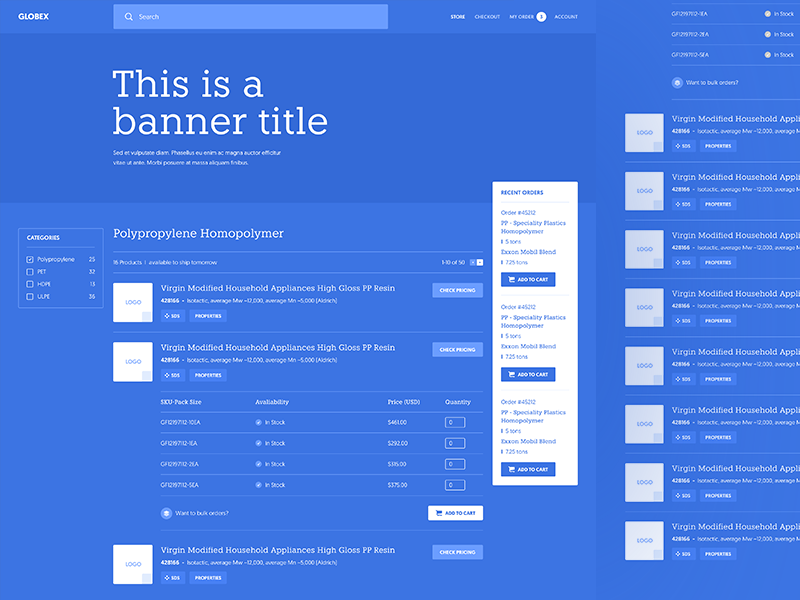 GLOBEX
Search
STORE
CHECKOUT
MY ORDER 3
ACCOUNT
This is a
banner title
Sed et vulputate diam. Phasellus eu enim ac magna auctor efficitur
vitae ut ante. Morbi posuere at massa aliquam finibus.
CATEGORIES
Polypropylene 25
PET 32
HDPE 13
ULPE 36
Polypropylene Homopolymer
18 Products | available to ship tomorrow
1-10 of 50
LOGO
Virgin Modified Household Appliances High Gloss PP Resin
428166 • Isotactic, average Mw ~12,000, average Mn ~5,000 [Aldrich]
SDS
PROPERTIES
CHECK PRICING
LOGO
Virgin Modified Household Appliances High Gloss PP Resin
428166 • Isotactic, average Mw ~12,000, average Mn ~5,000 [Aldrich]
SDS
PROPERTIES
CHECK PRICING
SKU-Pack Size Availability Price (USD) Quantity
GF12197112-10EA In Stock $461.00 0
GF12197112-1EA In Stock $292.00 0
GF12197112-2EA In Stock $315.00 0
GF12197112-5EA In Stock $375.00 0
Want to bulk orders?
ADD TO CART
LOGO
Virgin Modified Household Appliances High Gloss PP Resin
428166 • Isotactic, average Mw ~12,000, average Mn ~5,000 [Aldrich]
SDS
PROPERTIES
CHECK PRICING
RECENT ORDERS
Order #45212
PP - Speciality Plastics
Homopolymer
5 tons
Exxon Mobil Blend
7.25 tons
ADD TO CART
Order #45212
PP - Speciality Plastics
Homopolymer
5 tons
Exxon Mobil Blend
7.25 tons
ADD TO CART
Order #45212
PP - Speciality Plastics
Homopolymer
5 tons
Exxon Mobil Blend
7.25 tons
ADD TO CART
GF12197112-1EA In Stock
GF12197112-2EA In Stock
GF12197112-5EA In Stock
Want to bulk orders?
LOGO
Virgin Modified Household Appli
428166 • Isotactic, average Mw ~12,000, average M
SDS
PROPERTIES
LOGO
Virgin Modified Household Appli
428166 • Isotactic, average Mw ~12,000, average M
SDS
PROPERTIES
LOGO
Virgin Modified Household Appli
428166 • Isotactic, average Mw ~12,000, average M
SDS
PROPERTIES
LOGO
Virgin Modified Household Appli
428166 • Isotactic, average Mw ~12,000, average M
SDS
PROPERTIES
LOGO
Virgin Modified Household Appli
428166 • Isotactic, average Mw ~12,000, average M
SDS
PROPERTIES
LOGO
Virgin Modified Household Appli
428166 • Isotactic, average Mw ~12,000, average M
SDS
PROPERTIES
LOGO
Virgin Modified Household Appli
428166 • Isotactic, average Mw ~12,000, average M
SDS
PROPERTIES
LOGO
Virgin Modified Household Appli
428166 • Isotactic, average Mw ~12,000, average M
SDS
PROPERTIES